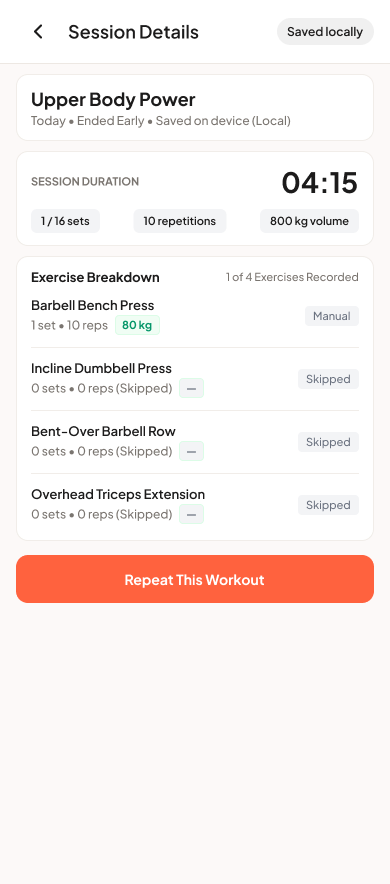 Session Details
Saved locally
Upper Body Power
Today • Ended Early • Saved on device (Local)
SESSION DURATION
04:15
1 / 16 sets
10 repetitions
800 kg volume
Exercise Breakdown
1 of 4 Exercises Recorded
Barbell Bench Press
1 set • 10 reps
80 kg
Manual
Incline Dumbbell Press
0 sets • 0 reps (Skipped)
—
Skipped
Bent-Over Barbell Row
0 sets • 0 reps (Skipped)
—
Skipped
Overhead Triceps Extension
0 sets • 0 reps (Skipped)
—
Skipped
Repeat This Workout